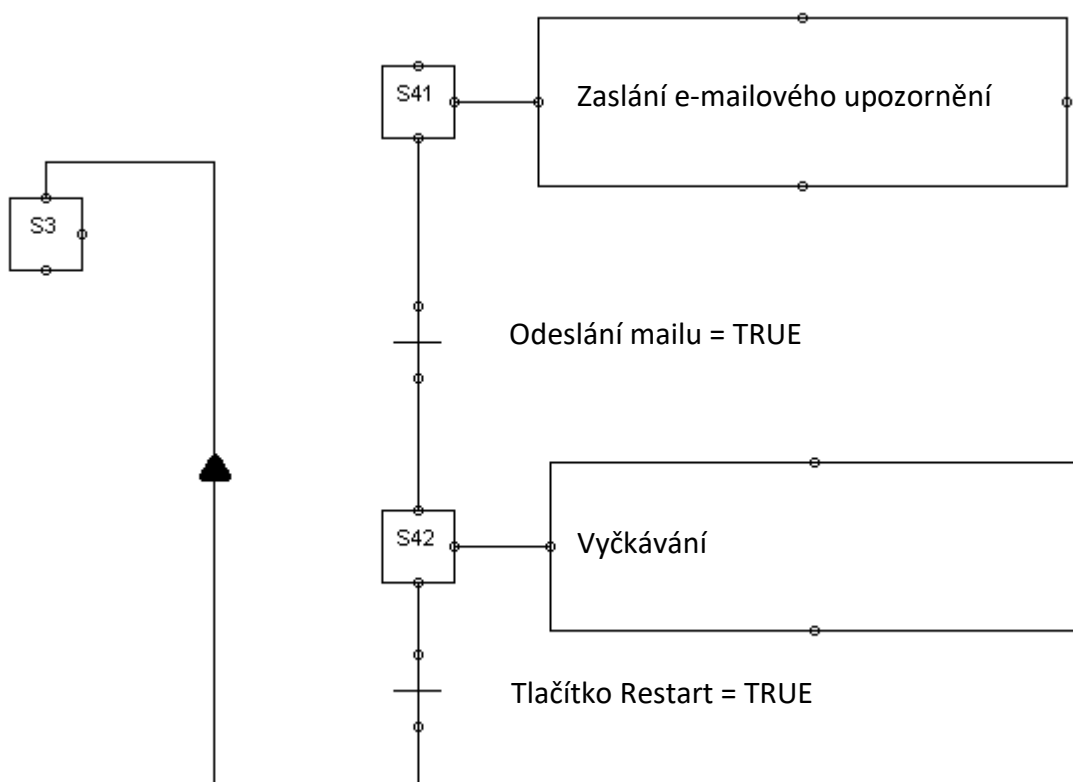 S41
Zaslání e-mailového upozornění
S3
Odeslání mailu = TRUE
S42
Vyčkávání
Tlačítko Restart = TRUE